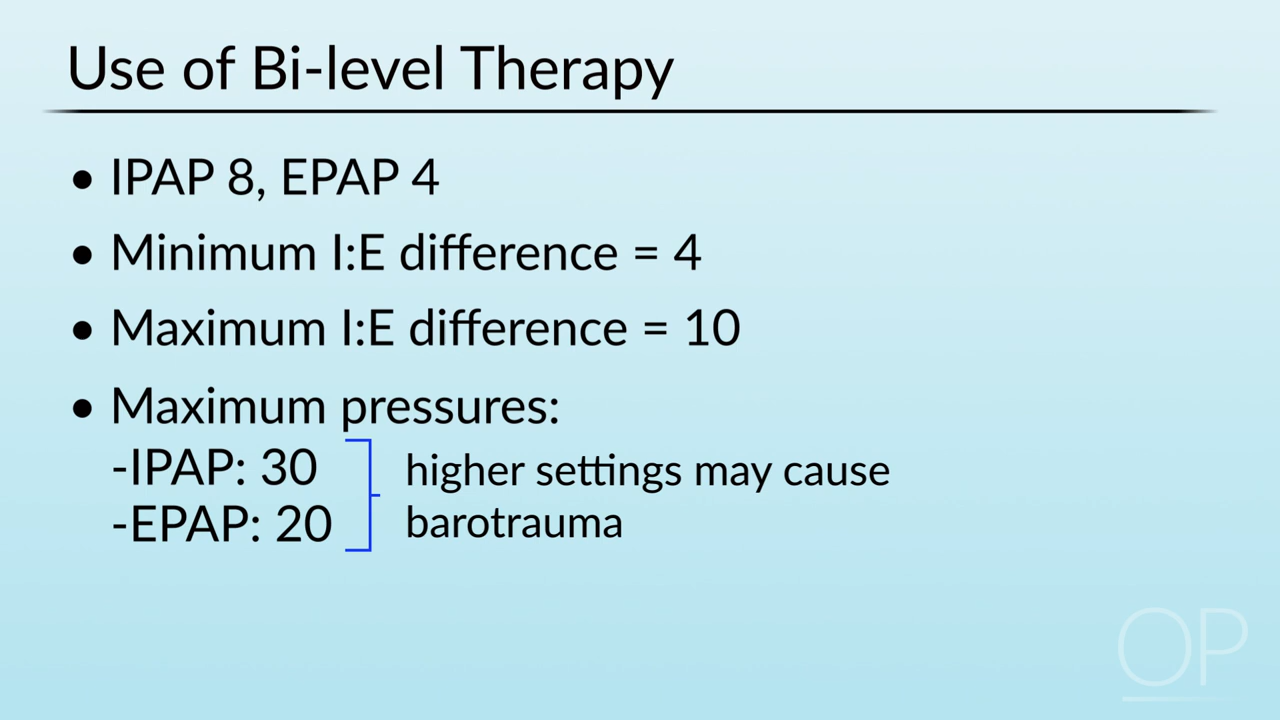 Use of Bi-level Therapy
• IPAP 8, EPAP 4
• Minimum I:E difference = 4
• Maximum I:E difference = 10
• Maximum pressures:
-IPAP: 30
-EPAP: 20
higher settings may cause
barotrauma
OP